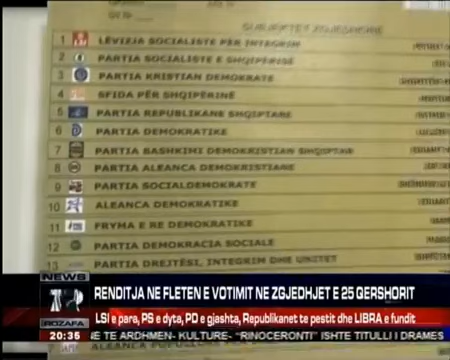 SUBJEKTET ZGJEDHORE
1 LËVIZJA SOCIALISTE PËR INTEGRIM
2 PARTIA SOCIALISTE E SHQIPËRISË
3 PARTIA KRISTIAN DEMOKRATE
4 SFIDA PËR SHQIPËRINË
5 PARTIA REPUBLIKANE SHQIPTARE
6 PARTIA DEMOKRATIKE
7 PARTIA BASHKIMI DEMOKRISTIAN SHQIPTAR
8 PARTIA ALEANCA DEMOKRISTIANE
9 PARTIA SOCIALDEMOKRATE
10 ALEANCA DEMOKRATIKE
11 FRYMA E RE DEMOKRATIKE
12 PARTIA DEMOKRACIA SOCIALE
13 PARTIA DREJTËSI, INTEGRIM DHE UNITET
NEWS
RENDITJA NE FLETEN E VOTIMIT NE ZGJEDHJET E 25 QERSHORIT
LSI e para, PS e dyta, PD e gjashta, Republikanet te pestit dhe LIBRA e fundit
ROZAFA
20:35 NE TE ARDHMEN- KULTURE- "RINOCERONTI" ISHTE TITULLI I DRAMES